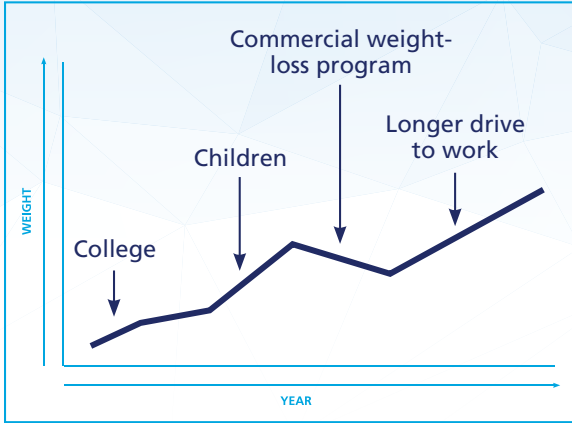 Commercial weight-
loss program
Longer drive
to work
Children
College
WEIGHT
YEAR